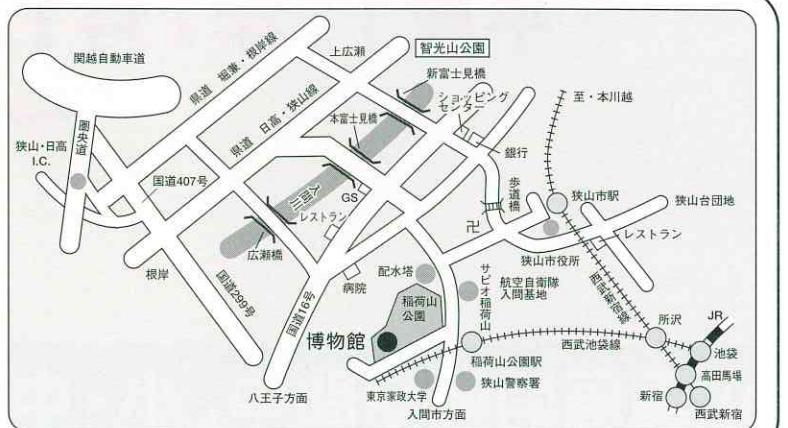 関越自動車道
県道 堀兼・根岸線
上広瀬
智光山公園
新富士見橋
ショッピング
センター
至・本川越
圏央道
狭山・日高
I.C.
県道 日高・狭山線
本富士見橋
銀行
国道407号
入間川
GS
歩道橋
狭山市駅
狭山台団地
レストラン
卍
レストラン
広瀬橋
狭山市役所
根岸
国道299号
国道16号
病院
配水塔
サピオ稲荷山
航空自衛隊
入間基地
西武新宿線
稲荷山
公園
博物館
所沢
JR
稲荷山公園駅
西武池袋線
池袋
高田馬場
八王子方面
東京家政大学
狭山警察署
新宿
西武新宿
入間市方面